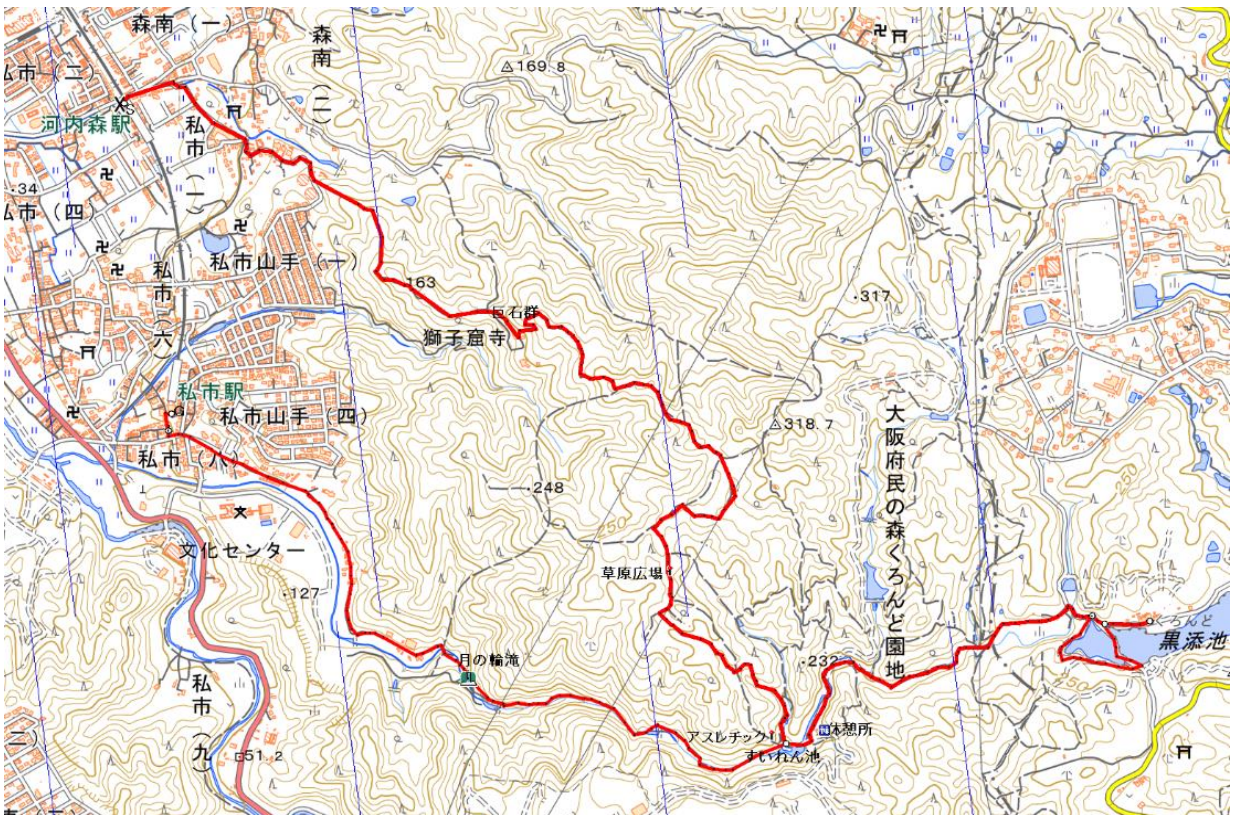 森南（一
森南（二）
△169.8
ム市（二）
河内森駅
S
私市（一）
・34
ム市（四）
私市山手（一）
私市（六）
・163
巨石群
獅子窟寺
・317
私市駅
G
私市山手（四）
私市（八）
△318.7
大阪府民の森くろんど園地
・248
250
文化センター
草原広場
・127
くろんど
黒添池
250
月の輪滝
・232
私市（九）
アスレチック
休憩所
すいれん池
51.2
二）